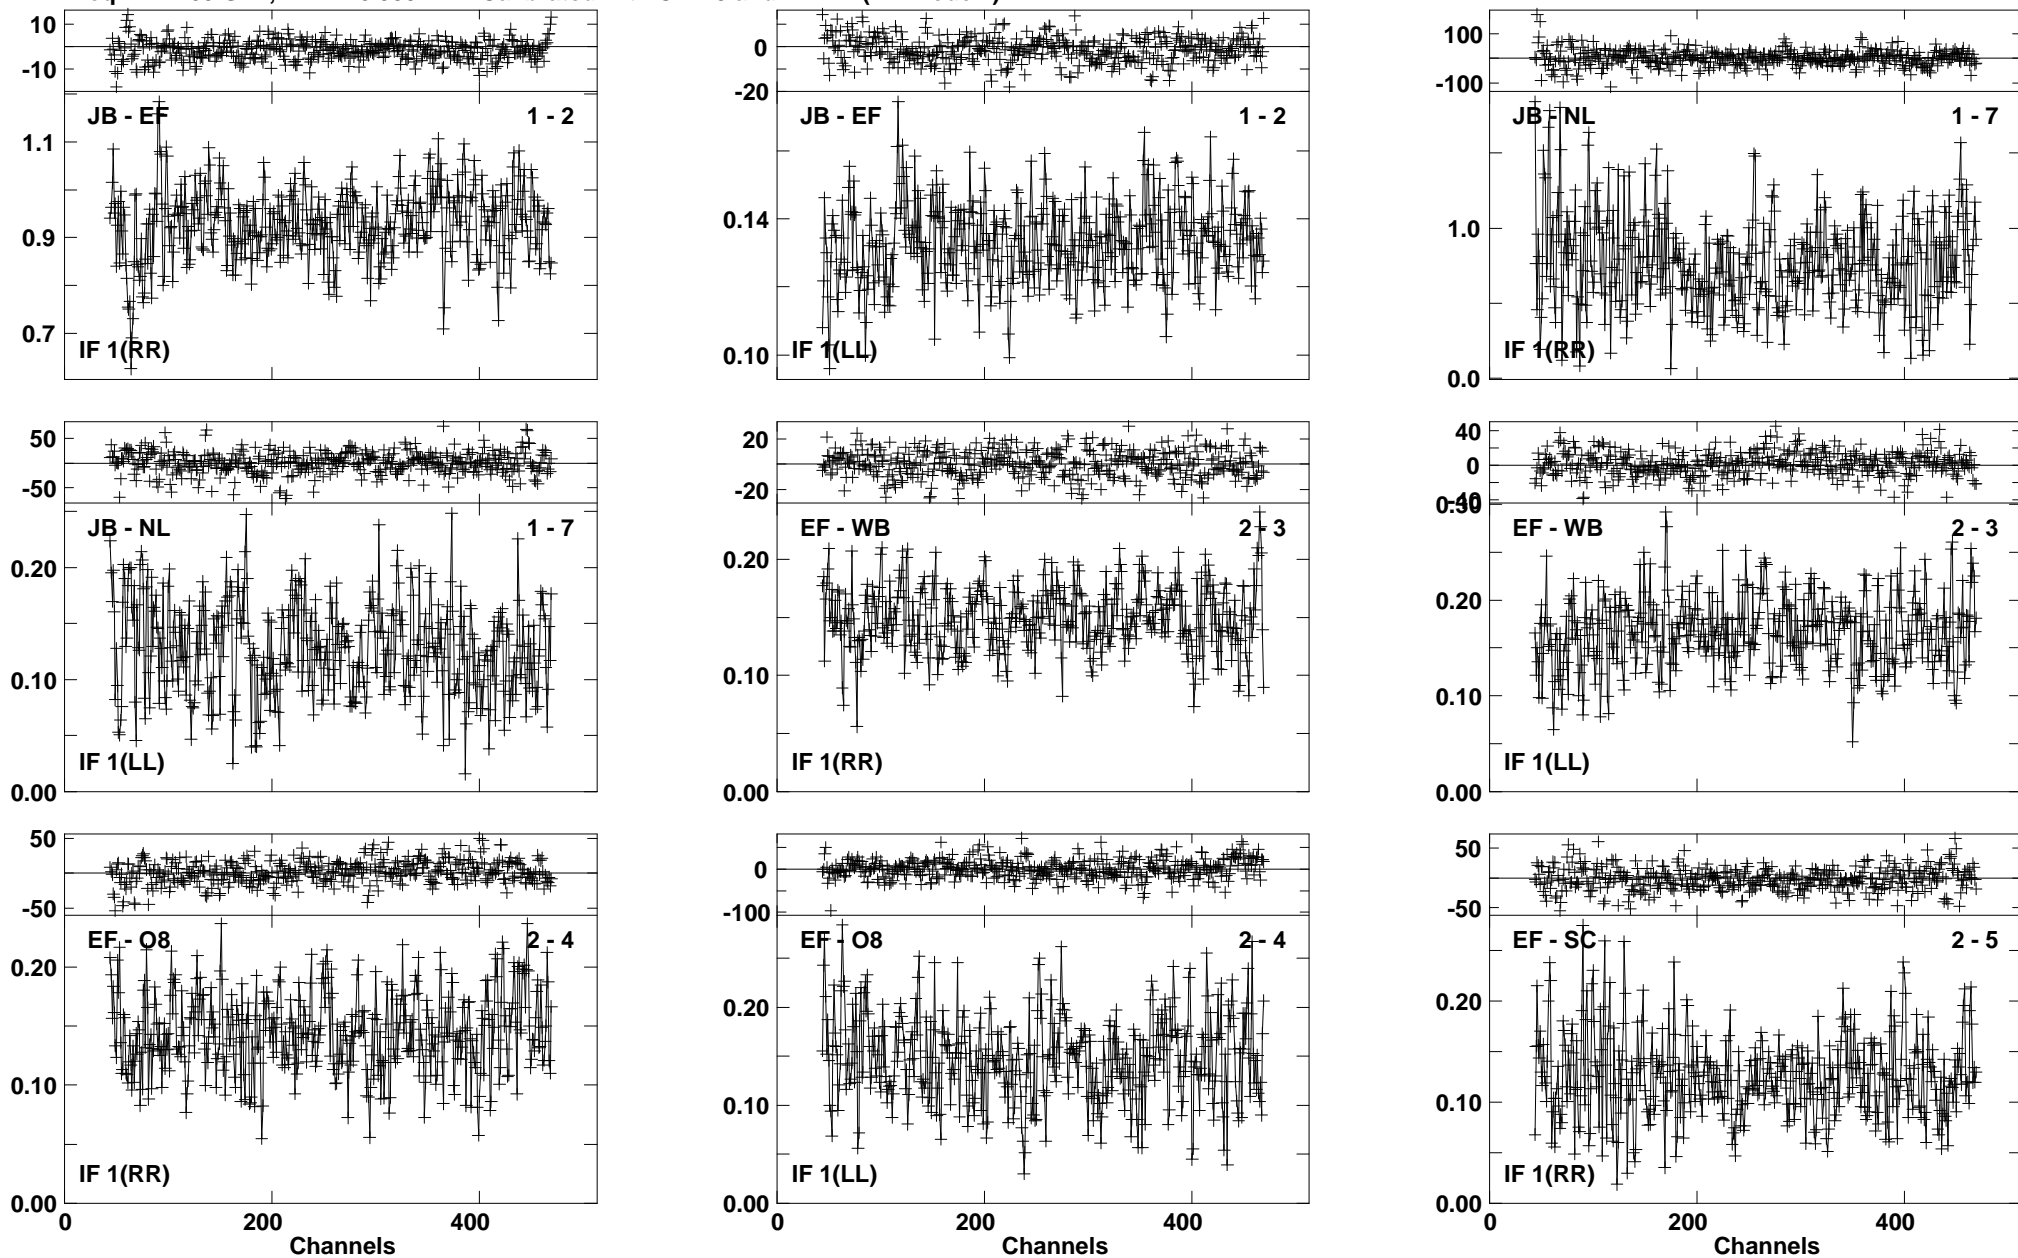 10
-10
JB - EF 1 - 2
1.1
0.9
0.7
IF 1(RR)
0
-20
JB - EF 1 - 2
0.14
0.10
IF 1(LL)
100
-100
JB - NL 1 - 7
1.0
0.0
IF 1(RR)
50
-50
JB - NL 1 - 7
0.20
0.10
0.00
IF 1(LL)
20
-20
EF - WB 2 - 3
0.20
0.10
0.00
IF 1(RR)
40
0
-40
EF - WB 2 - 3
0.20
0.10
0.00
IF 1(LL)
50
-50
EF - O8 2 - 4
0.20
0.10
0.00
IF 1(RR)
0 200 400
Channels
0
-100
EF - O8 2 - 4
0.20
0.10
0.00
IF 1(LL)
200 400
Channels
50
-50
EF - SC 2 - 5
0.20
0.10
0.00
IF 1(RR)
0 200 400
Channels